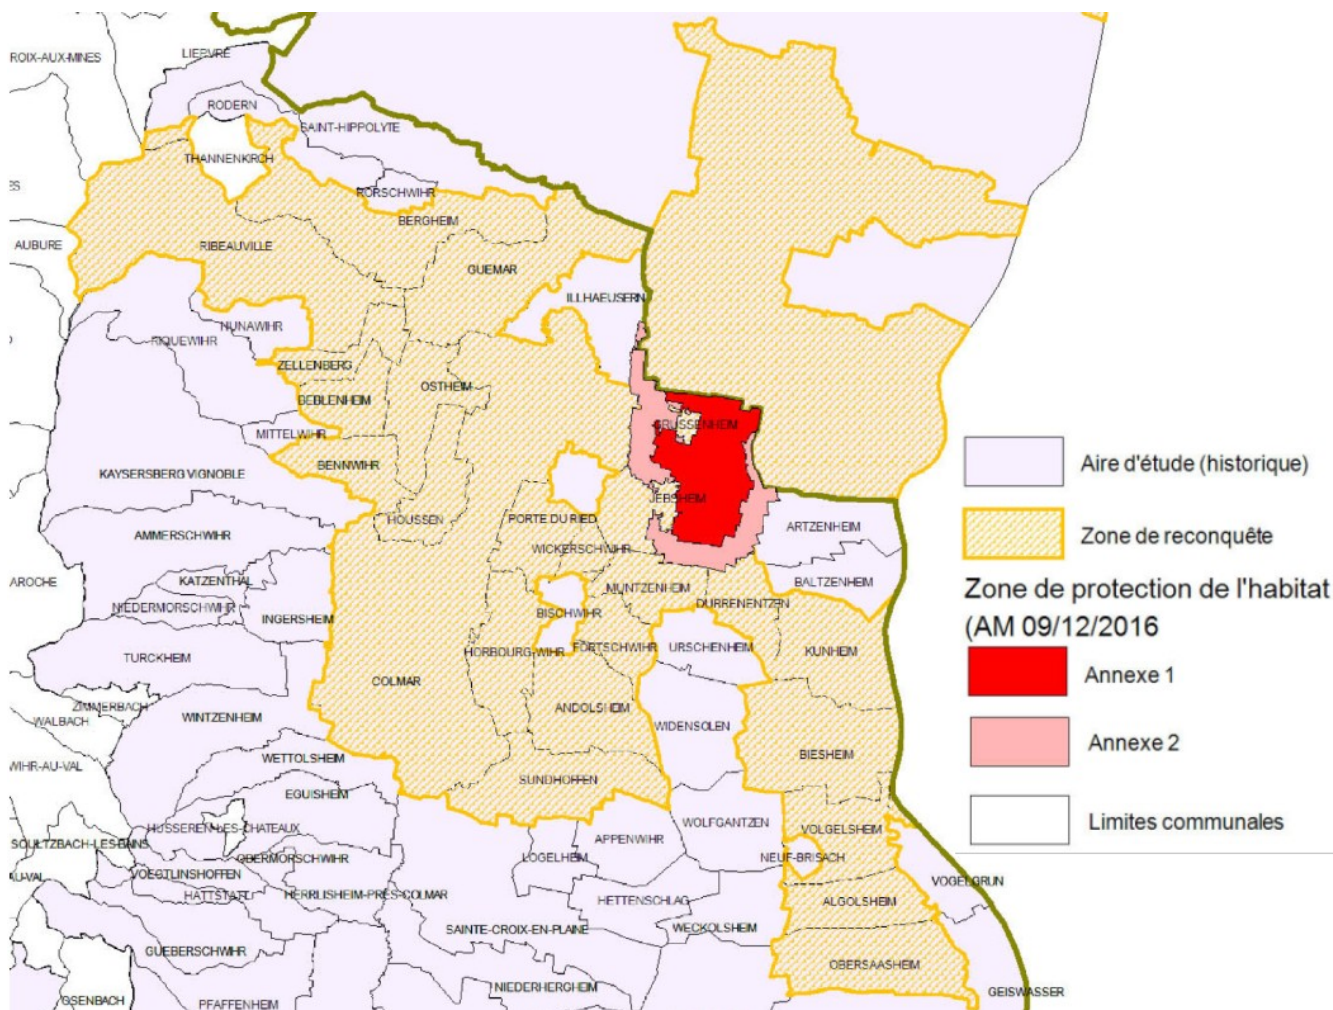 LIEPVRE
ROIX-AUX-MINES
RODERN
SAINT-HIPPOLYTE
THANNENKIRCH
ES
RORSCHWIHR
BERGHEIM
AUBURE
RIBEAUVILLE
GUEMAR
ILLHAEUSERN
HUNAWIHR
RIQUEWIHR
ZELLENBERG
OSTHEIM
BEBLENHEIM
GRUSSENHEIM
MITTELWIHR
BENNWIHR
KAYSERSBERG VIGNOBLE
JEBSHEIM
HOUSSEN
PORTE DU RIED
ARTZENHEIM
AMMERSCHWIHR
WICKERSCHWIHR
AROCHE
KATZENTHAL
BALTZENHEIM
MUNTZENHEIM
DURRENENTZEN
NIEDERMORSCHWIHR
BISCHWIHR
INGERSHEIM
FORTSCHWIHR
URSCHENHEIM
KUNHEIM
HORBOURG-WIHR
TURCKHEIM
COLMAR
ZIMMERBACH
ANDOLSHEIM
WALBACH
WINTZENHEIM
WIDENSOLEN
BIESHEIM
WETTOLSHEIM
WIHR-AU-VAL
SUNDHOFFEN
EGUISHEIM
WOLFGANTZEN
HUSSEREN-LES-CHATEAUX
VOLGELSHEIM
APPENWIHR
SOULTZBACH-LES-BAINS
OBERMORSCHWIHR
LOGELHEIM
NEUF-BRISACH
AU-VAL
VOEGTLINSHOFFEN
VOGELGRUN
HATTSTATT
HERRLISHEIM-PRES-COLMAR
HETTENSCHLAG
ALGOLSHEIM
SAINTE-CROIX-EN-PLAINE
WECKOLSHEIM
GUEBERSCHWIHR
OBERSAASHEIM
NIEDERHERGHEIM
GEISWASSER
OSENBACH
PFAFFENHEIM
Aire d'étude (historique)
Zone de reconquête
Zone de protection de l'habitat
(AM 09/12/2016
Annexe 1
Annexe 2
Limites communales